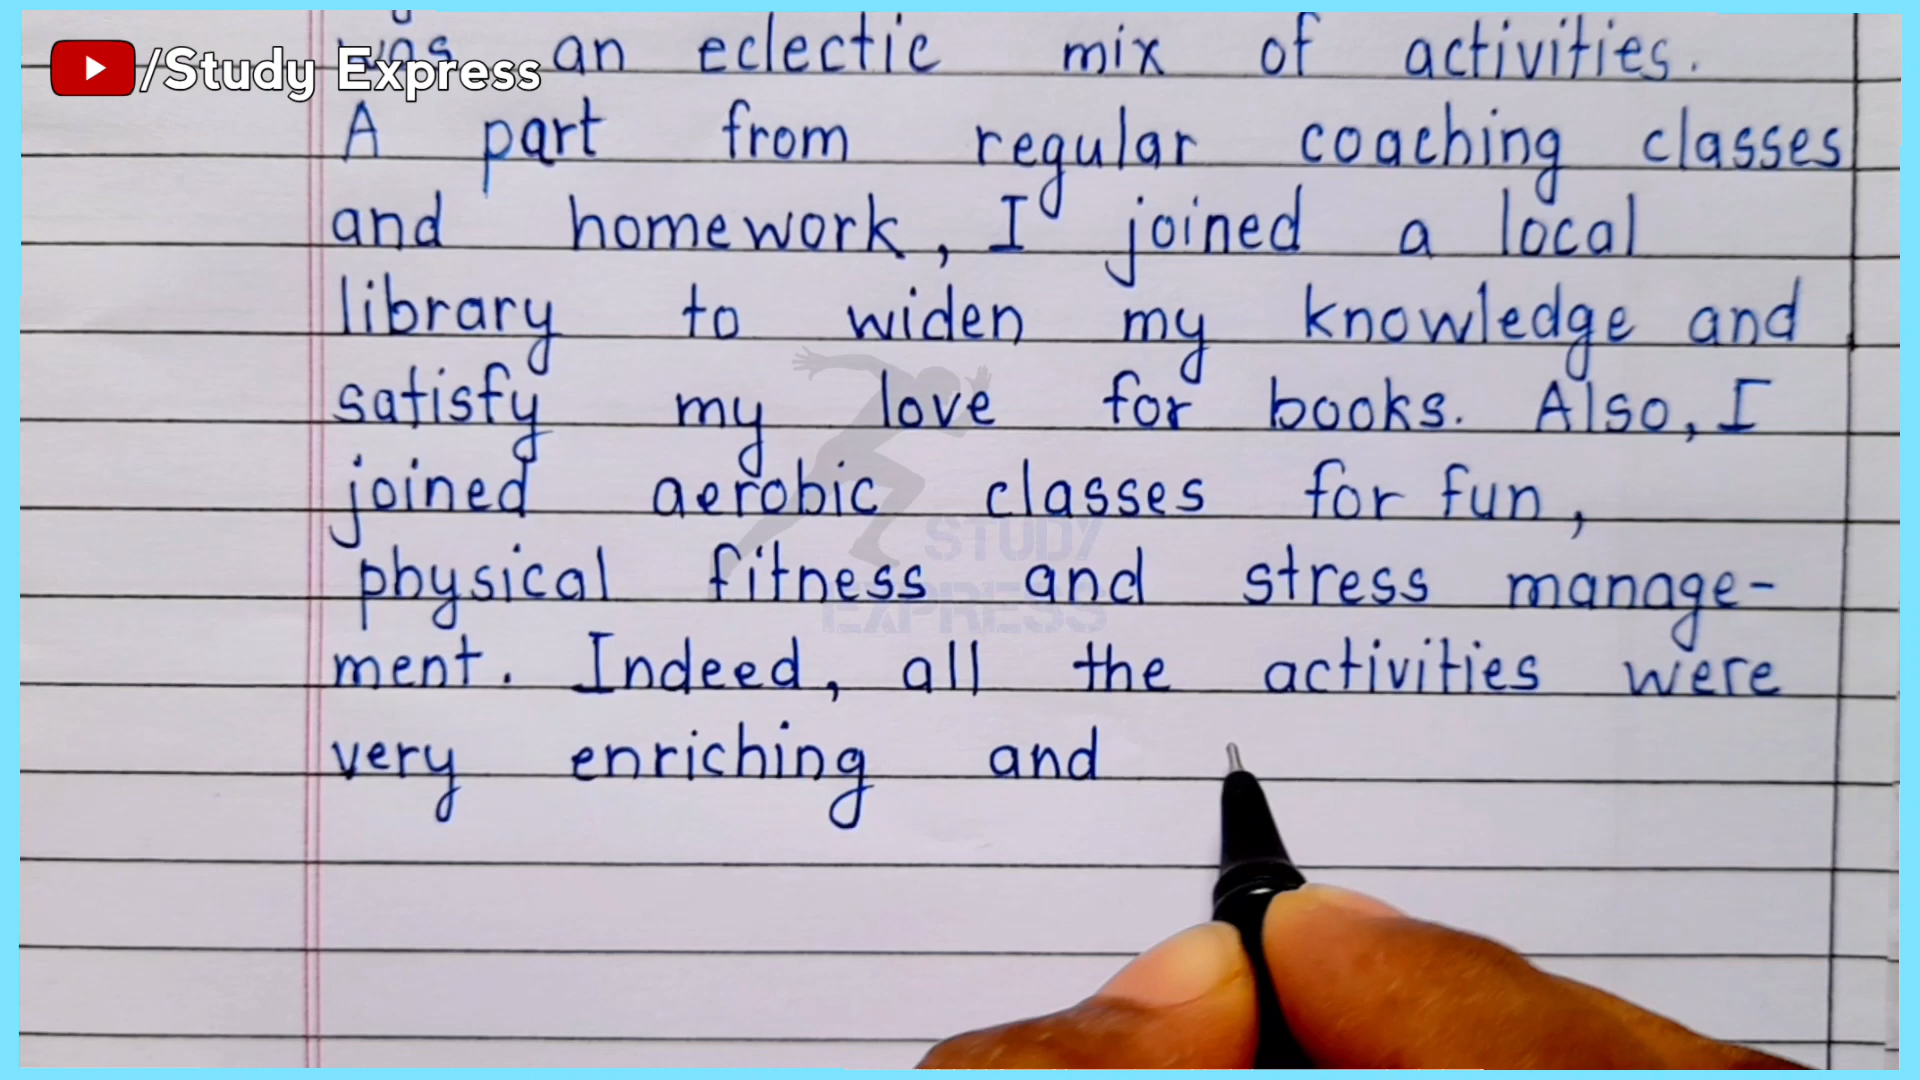 /Study Express
was an eclectic mix of activities.
A part from regular coaching classes
and homework, I joined a local
library to widen my knowledge and
satisfy my love for books. Also, I
joined aerobic classes for fun,
physical fitness and stress manage-
ment. Indeed, all the activities were
very enriching and
STUDY
EXPRESS